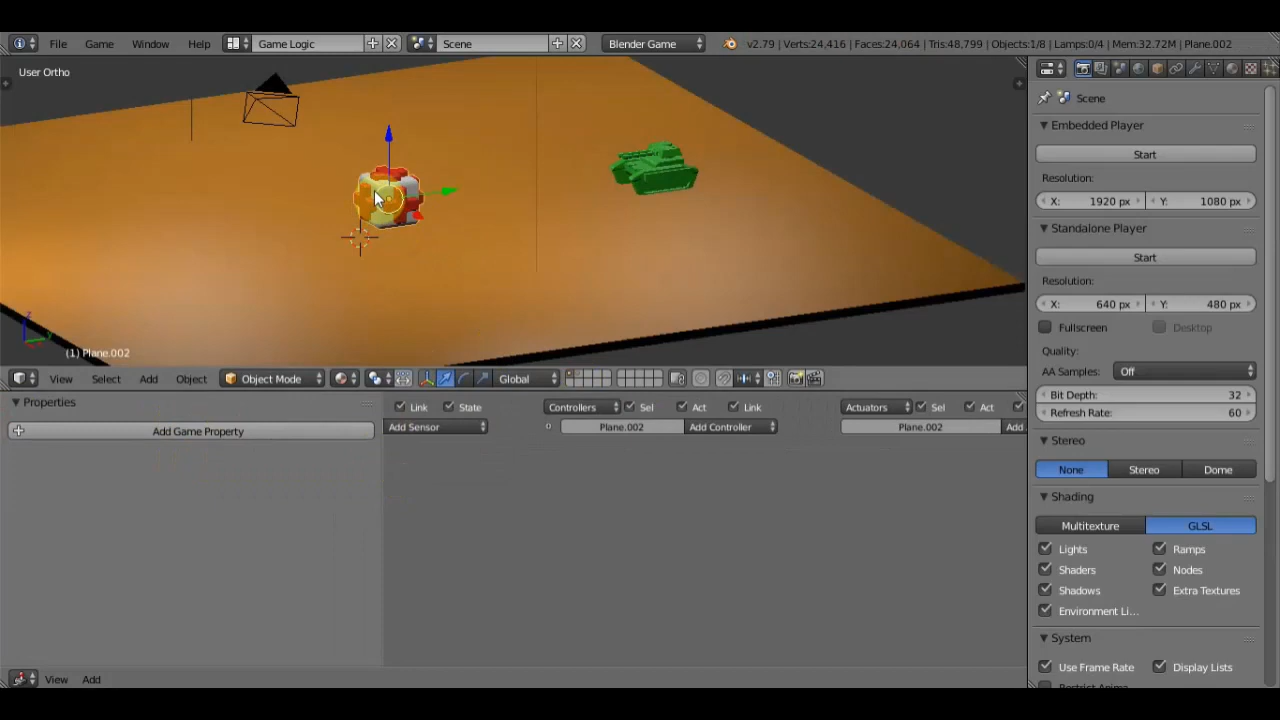 File Game Window Help Game Logic Scene Blender Game v2.79 | Verts:24,416 | Faces:24,064 | Tris:48,799 | Objects:1/8 | Lamps:0/4 | Mem:32.72M | Plane.002
User Ortho
Scene
Embedded Player
Start
Resolution:
X: 1920 px Y: 1080 px
Standalone Player
Start
Resolution:
X: 640 px Y: 480 px
Fullscreen Desktop
Quality:
AA Samples: Off
Bit Depth: 32
Refresh Rate: 60
Stereo
None Stereo Dome
Shading
Multitexture GLSL
Lights Ramps
Shaders Nodes
Shadows Extra Textures
Environment Li...
System
Use Frame Rate Display Lists
(1) Plane.002
View Select Add Object Object Mode Global
Properties
Add Game Property
Link State Controllers Sel Act Link Actuators Sel Act
Add Sensor 0 Plane.002 Add Controller Plane.002 Add
View Add